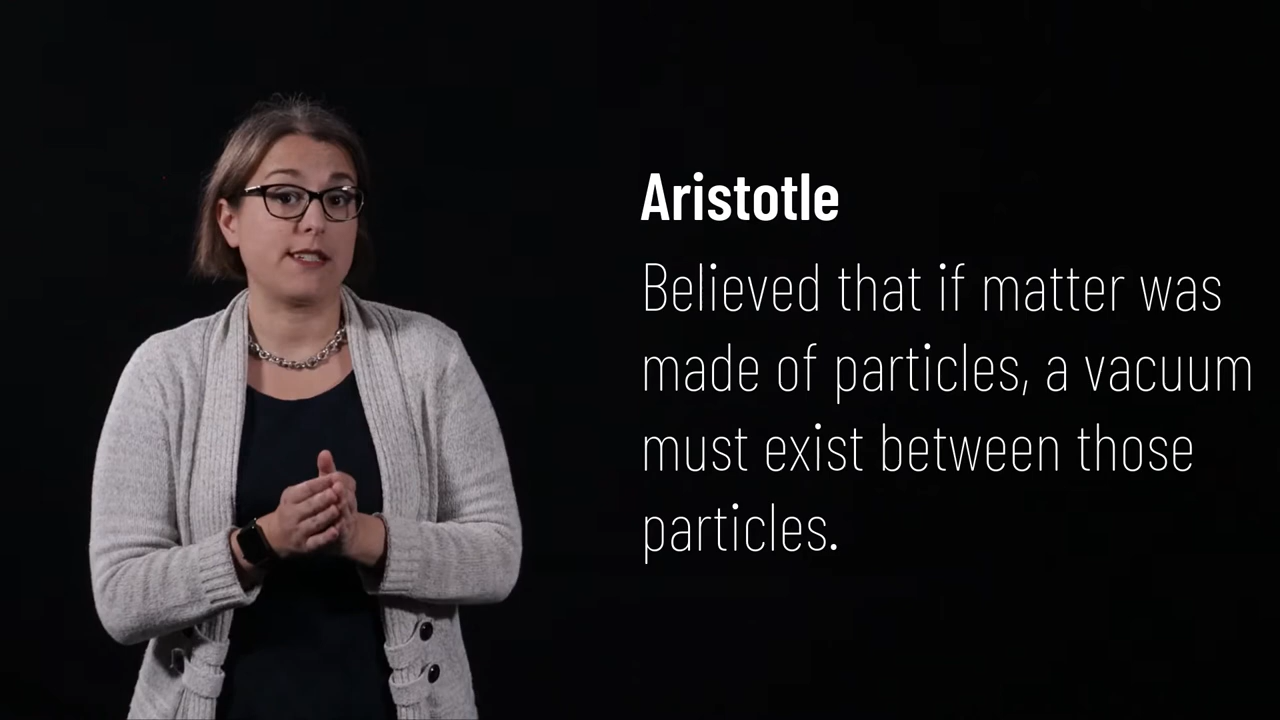 Aristotle
Believed that if matter was
made of particles, a vacuum
must exist between those
particles.